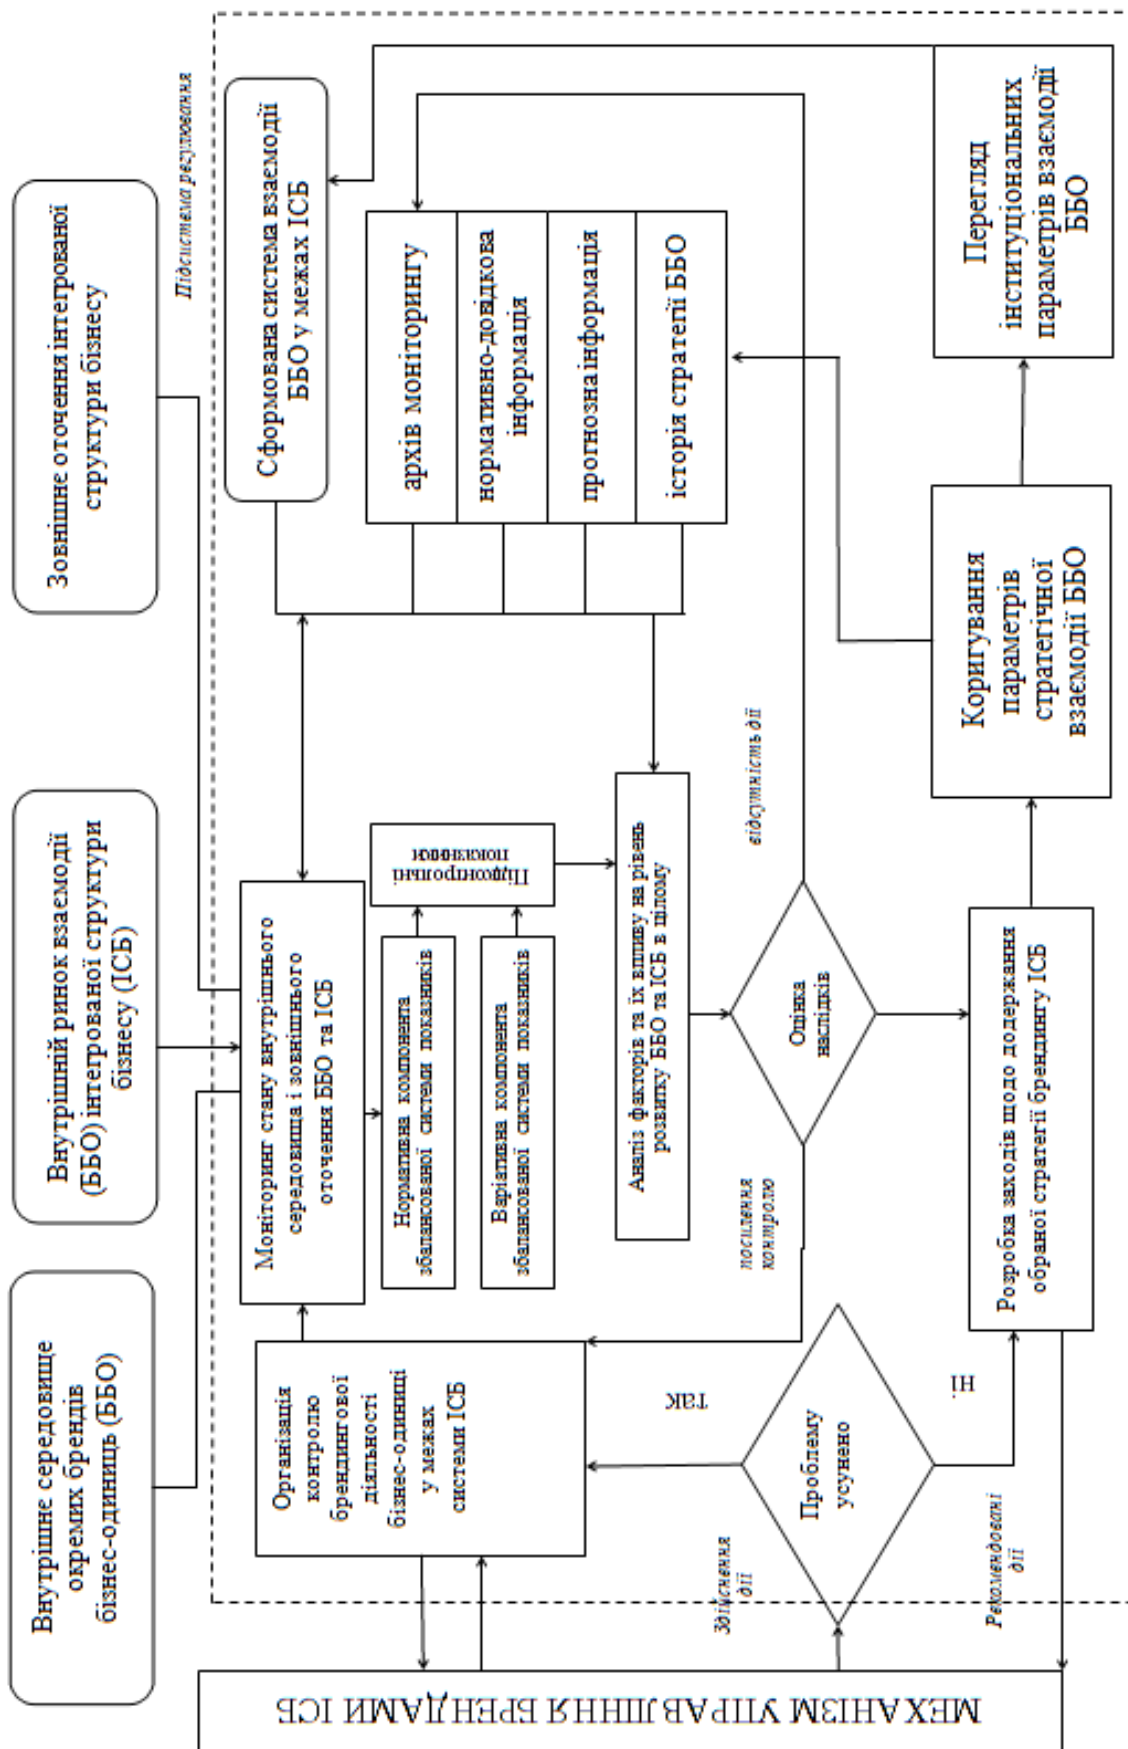 Внутрішнє середовище
окремих брендів
бізнес-одиниць (ББО)
Внутрішній ринок взаємодії
(ББО) інтегрованої структури
бізнесу (ІСБ)
Зовнішнє оточення інтегрованої
структури бізнесу
Підсистема регулювання
МЕХАНІЗМ УПРАВЛІННЯ БРЕНДАМИ ІСБ
Організація
контролю
брендингової
діяльності
бізнес-одиниці
у межах
системи ІСБ
Моніторинг стану внутрішнього
середовища і зовнішнього
оточення ББО та ІСБ
Сформована система взаємодії
ББО у межах ІСБ
Нормативна компонента
збалансованої системи показників
Варіативна компонента
збалансованої системи показників
Підконтрольні
показники
архів моніторингу
нормативно-довідкова
інформація
прогнозна інформація
історія стратегії ББО
Аналіз факторів та їх впливу на рівень
розвитку ББО та ІСБ в цілому
так
посилення
контролю
відсутність дії
Здійснення
дії
Проблему
усунено
Оцінка
наслідків
ні
Рекомендовані
дії
Розробка заходів щодо додержання
обраної стратегії брендингу ІСБ
Коригування
параметрів
стратегічної
взаємодії ББО
Перегляд
інституціональних
параметрів взаємодії
ББО